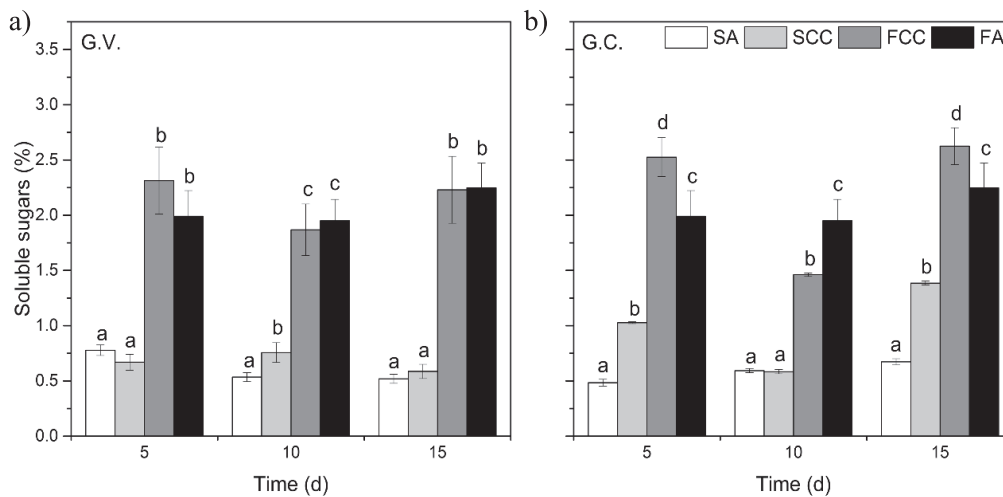 a)
G.V.
3.5
3.0
2.5
2.0
1.5
1.0
0.5
0.0
Soluble sugars (%)
a a b b
a b c c
a a b b
5 10 15
Time (d)
b)
G.C.
SA SCC FCC FA
a b d c
a a b c
a b d c
5 10 15
Time (d)